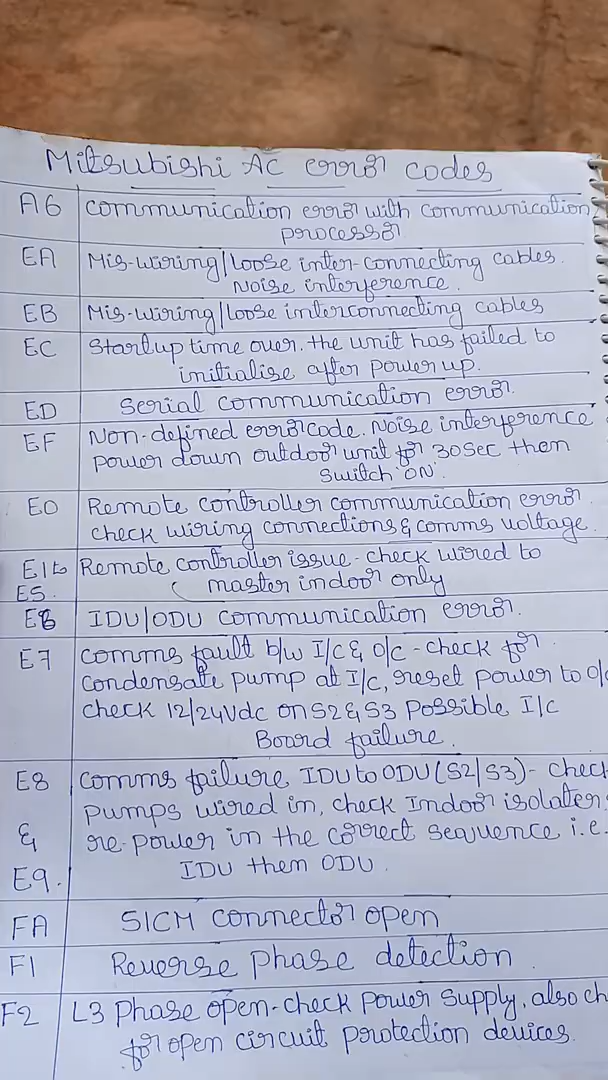 Mitsubishi AC error codes
A6 communication error with communication
processor
EA Mis-wiring/loose inter-connecting cables.
Noise interference.
EB Mis-wiring/loose interconnecting cables
EC Startup time over. the unit has failed to
initialise after power up.
ED Serial communication error.
EF Non-defined error code. Noise interference
power down outdoor unit for 30sec then
switch 'ON'
E0 Remote controller communication error
check wiring connections & comms voltage.
E1 to Remote controller issue-check wired to
E5. master indoor only
E6 IDU/ODU communication error.
E7 comms fault b/w I/C & O/C - check for
condensate pump at I/C, reset power to O/C
check 12/24Vdc on S2 & S3 possible I/C
Board failure.
E8 comms failure IDU to ODU (S2/S3)- check
pumps wired in, check Indoor isolater
& re-power in the correct sequence i.e.
E9. IDU them ODU.
FA SICM connector open
F1 Reverse phase detection.
F2 L3 Phase open-check power supply, also ch
for open circuit protection devices.